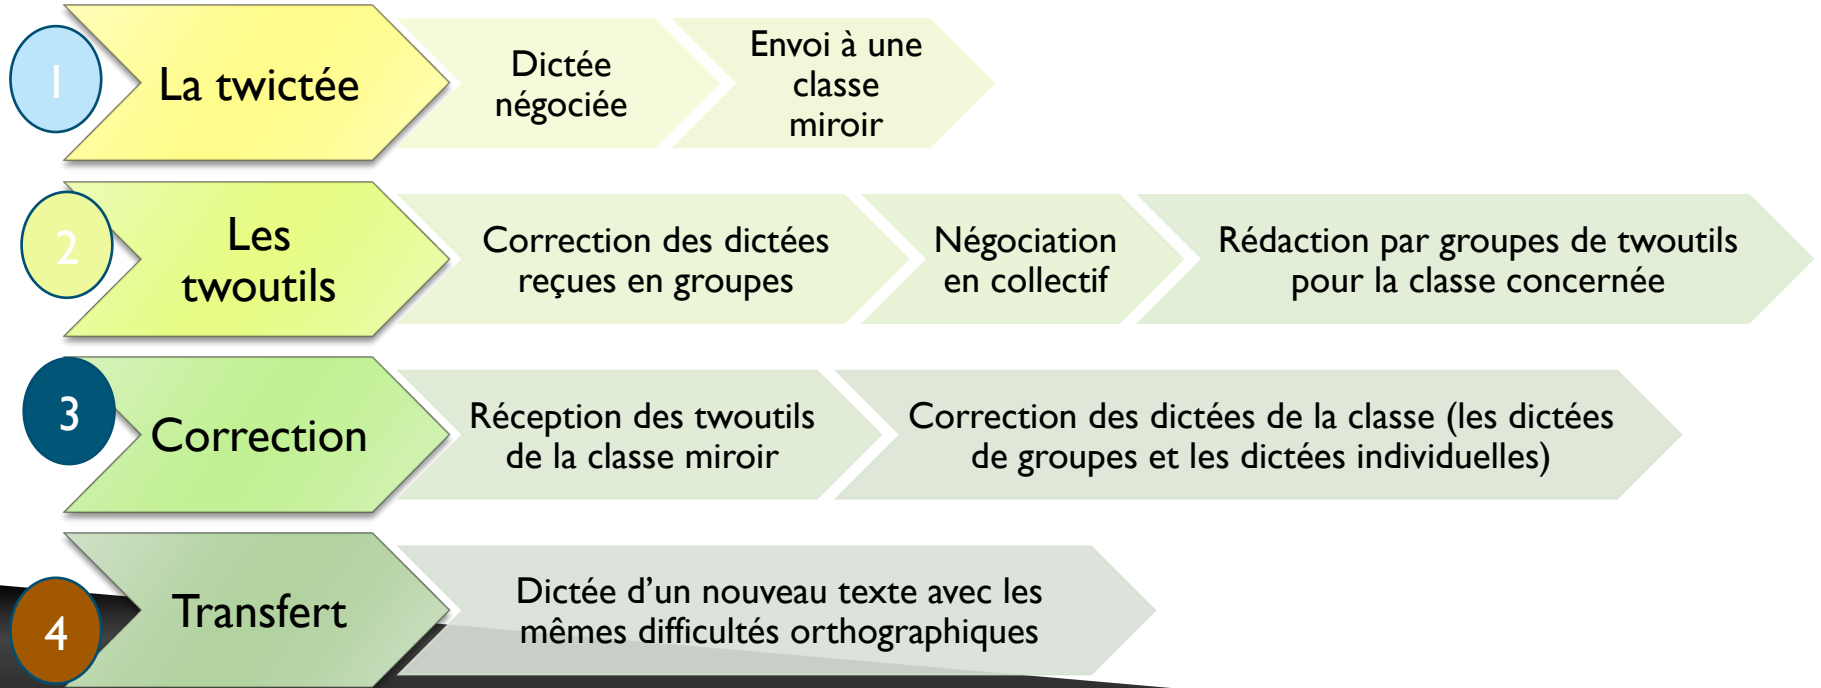 1
La twictée
Dictée
négociée
Envoi à une
classe
miroir
2
Les
twoutils
Correction des dictées
reçues en groupes
Négociation
en collectif
Rédaction par groupes de twoutils
pour la classe concernée
3
Correction
Réception des twoutils
de la classe miroir
Correction des dictées de la classe (les dictées
de groupes et les dictées individuelles)
4
Transfert
Dictée d’un nouveau texte avec les
mêmes difficultés orthographiques